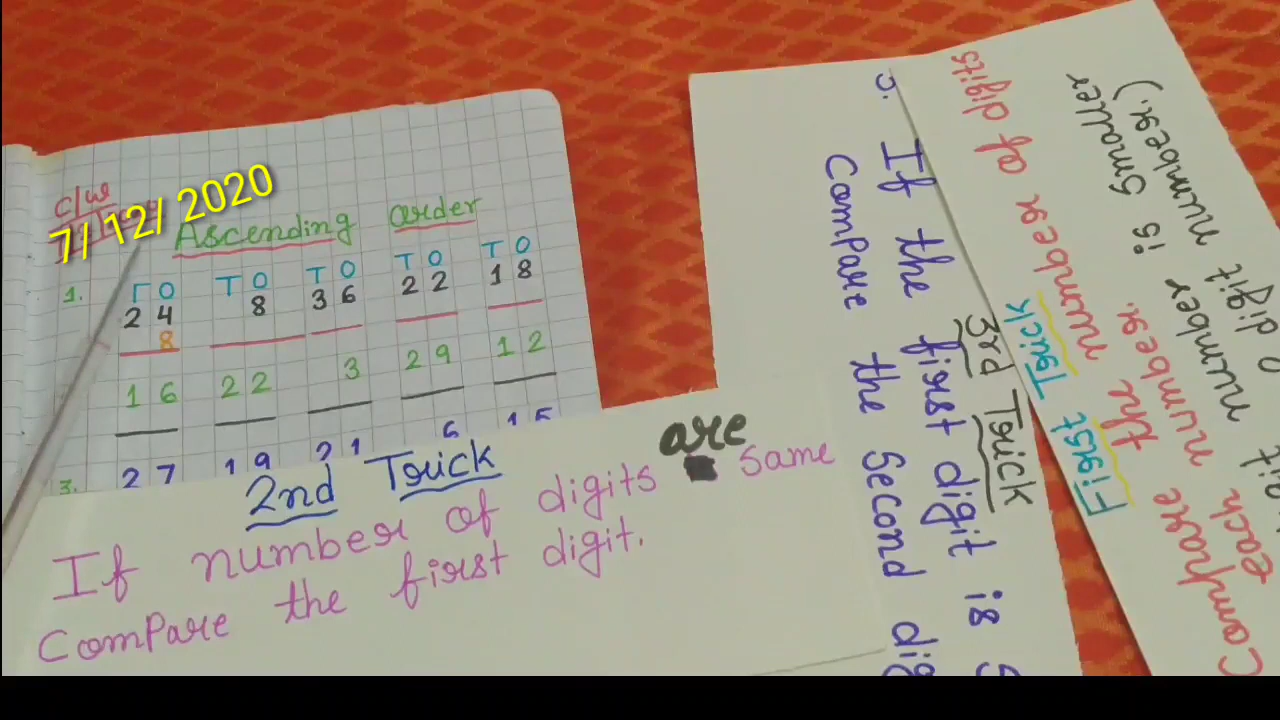 C/W
7/12/2020
Ascending order
T O T O T O T O T O
1. 2 4 8 3 6 2 2 1 8
8
1 6 2 2 3 2 9 1 2
3. 2 7 1 9 2 1 6 1 5
2nd Trick
If number of digits are same
Compare the first digit.
3rd Trick
If the first digit is
Compare the Second
First Trick
Compare the number of digits
each number.
number is smaller
digit number.)